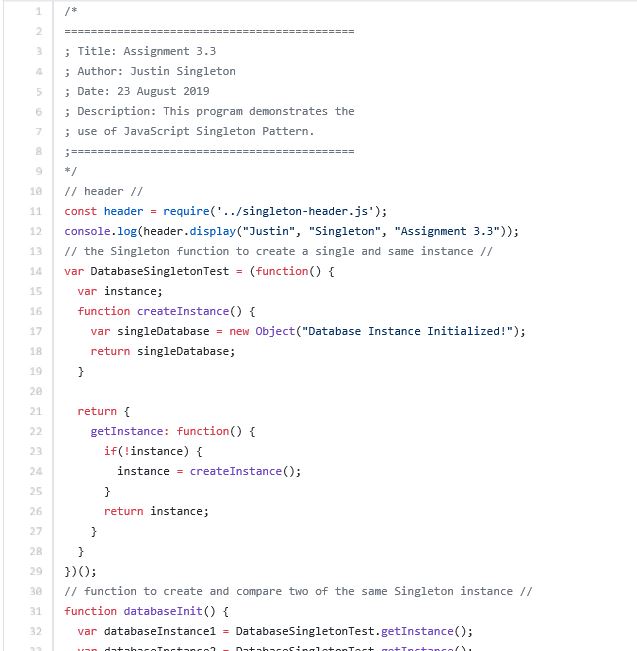 1 /*
2 ============================================
3 ; Title: Assignment 3.3
4 ; Author: Justin Singleton
5 ; Date: 23 August 2019
6 ; Description: This program demonstrates the
7 ; use of JavaScript Singleton Pattern.
8 ;===========================================
9 */
10 // header //
11 const header = require('../singleton-header.js');
12 console.log(header.display("Justin", "Singleton", "Assignment 3.3"));
13 // the Singleton function to create a single and same instance //
14 var DatabaseSingletonTest = (function() {
15   var instance;
16   function createInstance() {
17     var singleDatabase = new Object("Database Instance Initialized!");
18     return singleDatabase;
19   }
20
21   return {
22     getInstance: function() {
23       if(!instance) {
24         instance = createInstance();
25       }
26       return instance;
27     }
28   }
29 })();
30 // function to create and compare two of the same Singleton instance //
31 function databaseInit() {
32   var databaseInstance1 = DatabaseSingletonTest.getInstance();